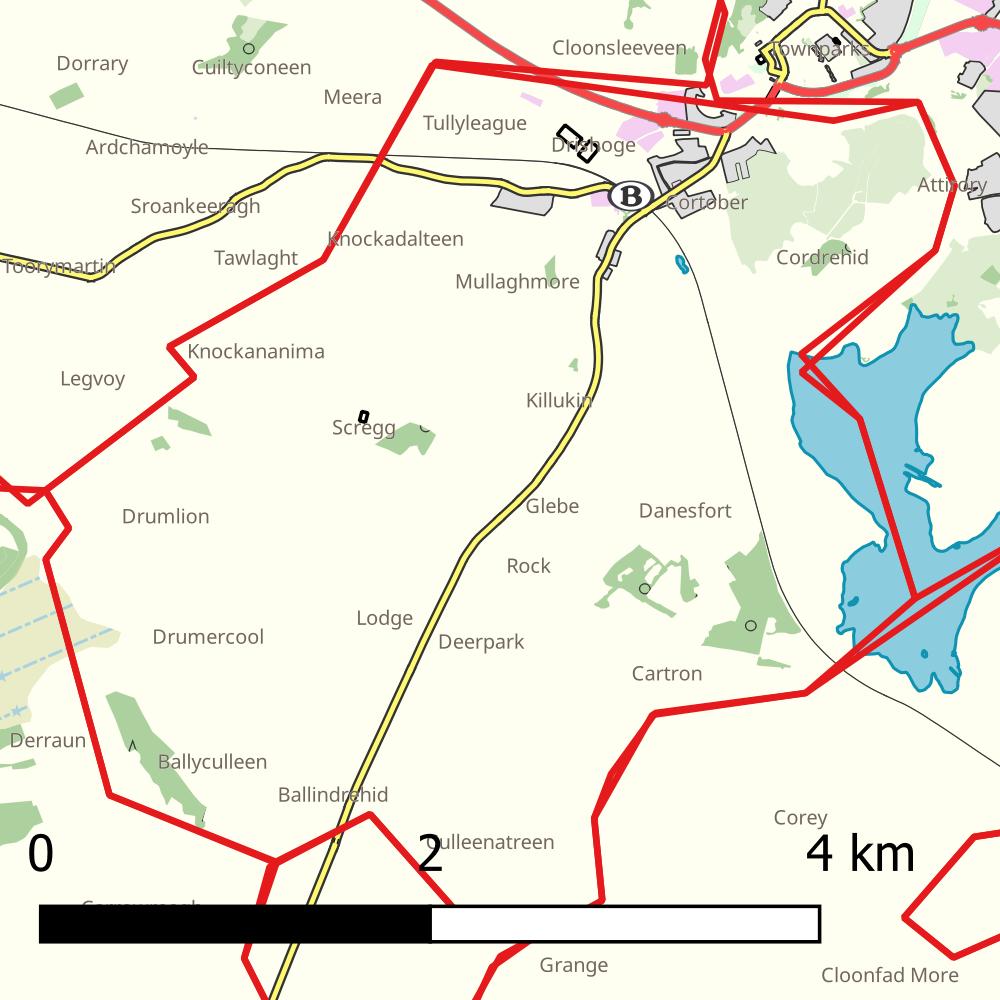 Cloonsleeveen
Townparks
Dorrary
Cuiltyconeen
Meera
Tullyleague
Drishoge
Ardchamoyle
Attifory
B
Cortober
Sroankeeragh
Knockadalteen
Tawlaght
Cordrehid
Toorymartin
Mullaghmore
Knockananima
Legvoy
Killukin
Scregg
Glebe
Danesfort
Drumlion
Rock
Lodge
Drumercool
Deerpark
Cartron
Derraun
Ballyculleen
Ballindrehid
Corey
Culleenatreen
0 2 4 km
Grange
Cloonfad More